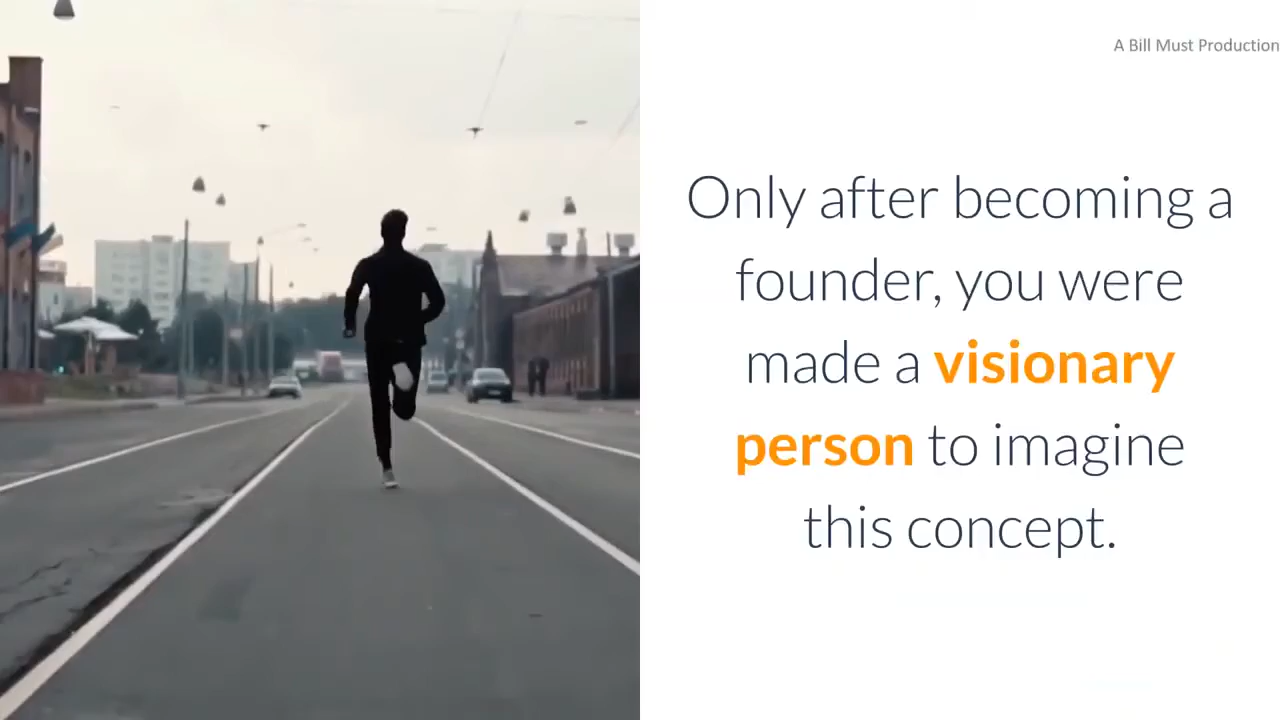 A Bill Must Production
Only after becoming a
founder, you were
made a visionary
person to imagine
this concept.